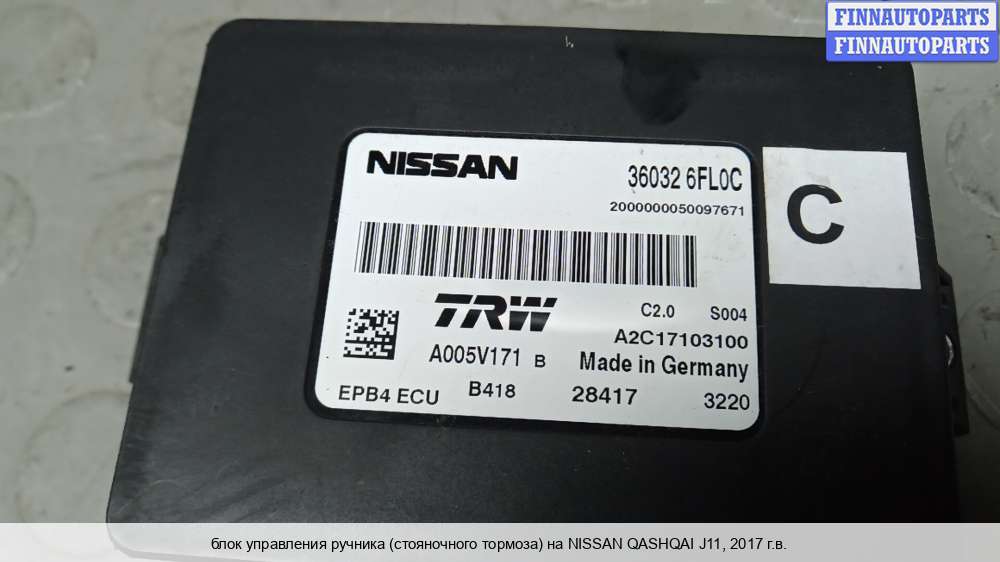 FINNAUTOPARTS
FINNAUTOPARTS
NISSAN
36032 6FL0C
2000000050097671
C
TRW
C2.0 S004
A2C17103100
A005V171 B
Made in Germany
EPB4 ECU B418 28417 3220
блок управления ручника (стояночного тормоза) на NISSAN QASHQAI J11, 2017 г.в.